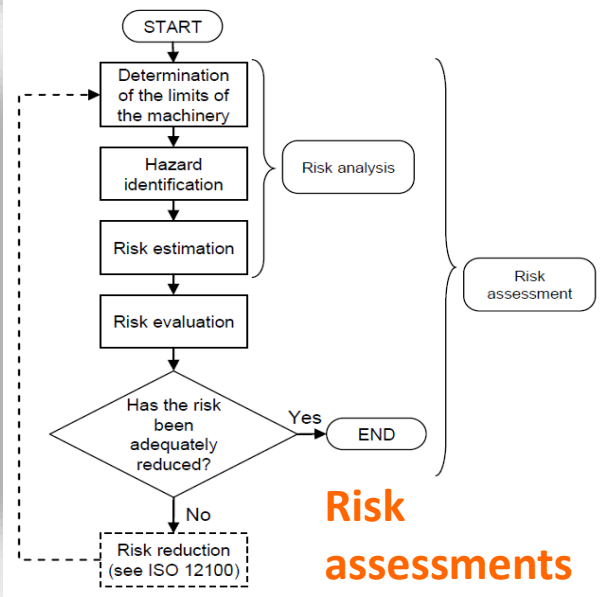 START
Determination
of the limits of
the machinery
Hazard
identification
Risk analysis
Risk estimation
Risk
assessment
Risk evaluation
Has the risk
been
adequately
reduced?
Yes
END
No
Risk reduction
(see ISO 12100)
Risk
assessments